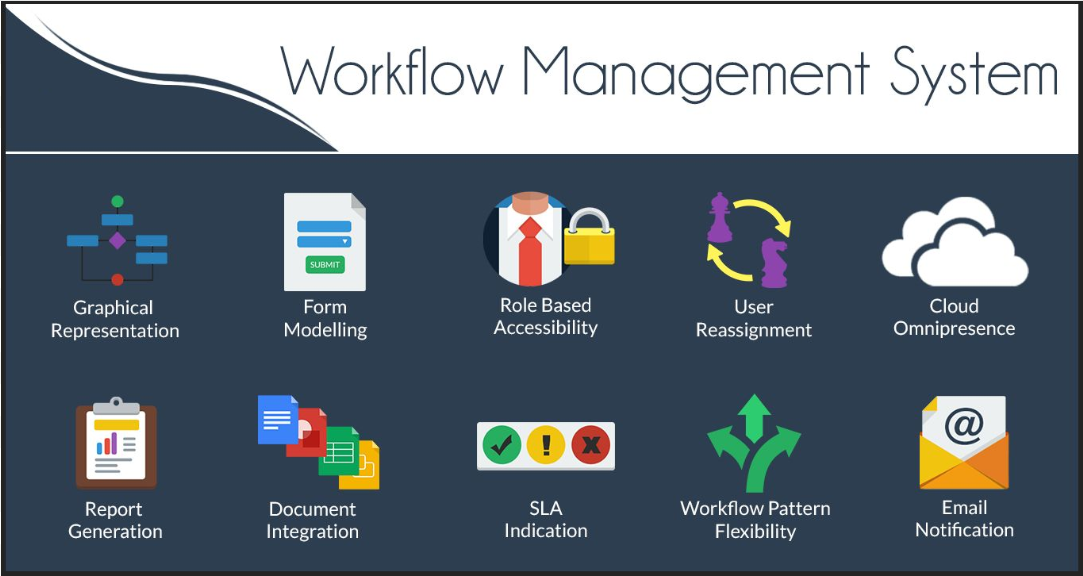 Workflow Management System
SUBMIT
Graphical
Representation
Form
Modelling
Role Based
Accessibility
User
Reassignment
Cloud
Omnipresence
@
Report
Generation
Document
Integration
SLA
Indication
Workflow Pattern
Flexibility
Email
Notification